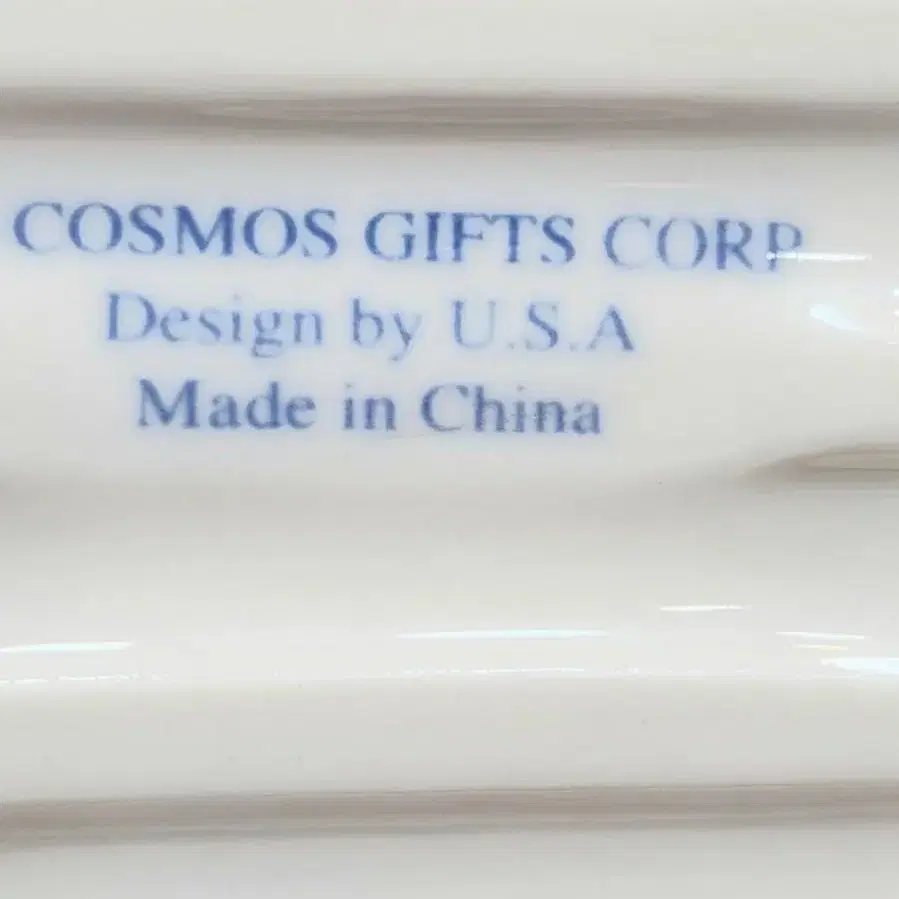 COSMOS GIFTS CORP
Design by U.S.A
Made in China